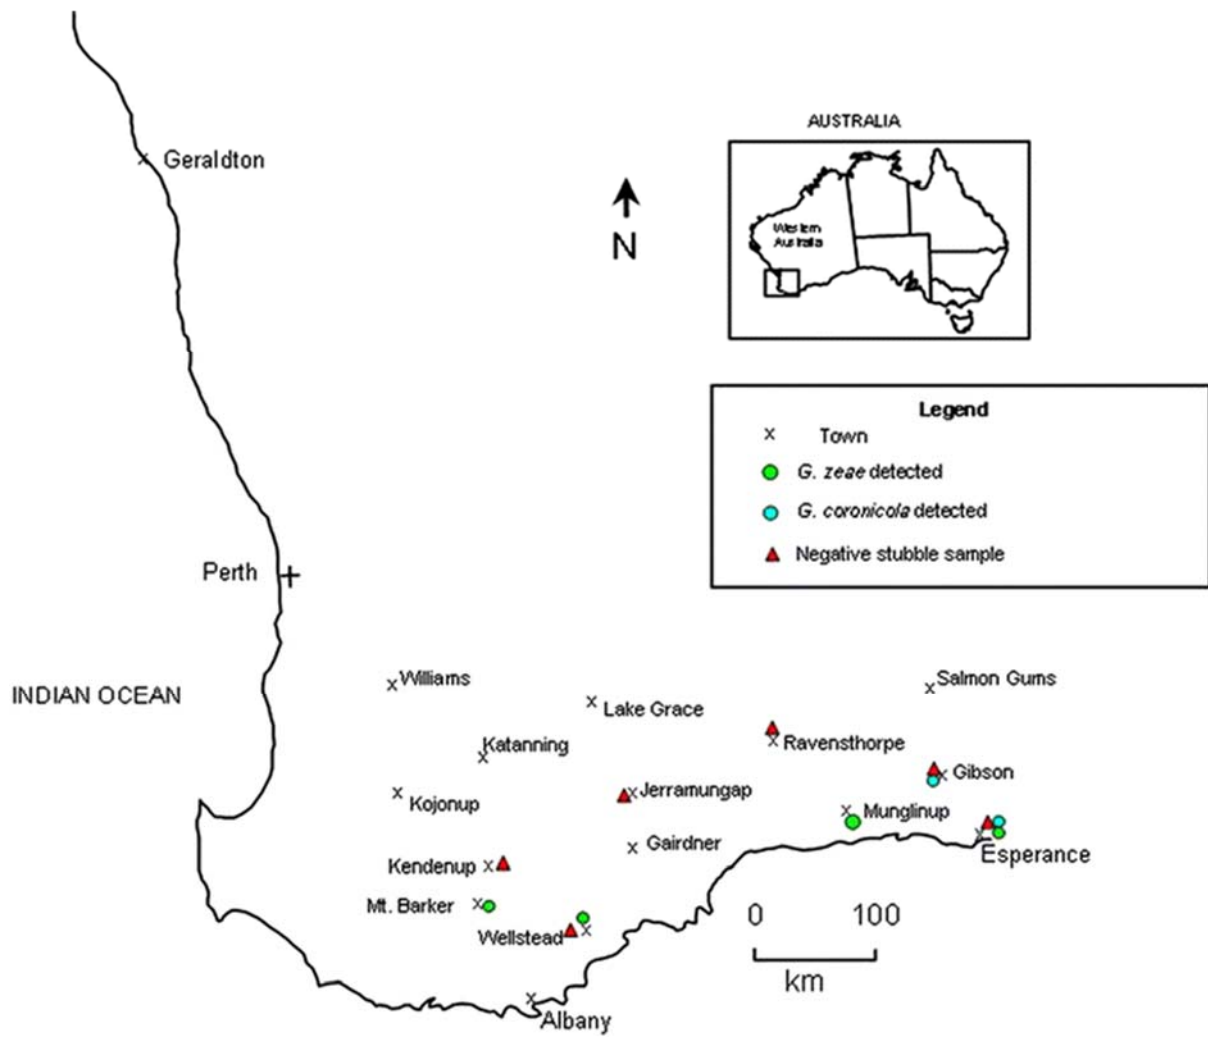 AUSTRALIA
Geraldton
N
Western
Australia
Legend
x Town
G. zeae detected
G. coronicola detected
Negative stubble sample
Perth
INDIAN OCEAN
Williams
Salmon Gums
Lake Grace
Katanning
Ravensthorpe
Gibson
Jerramungap
Kojonup
Munglinup
Gairdner
Esperance
Kendenup
Mt. Barker
0 100
Wellstead
km
Albany